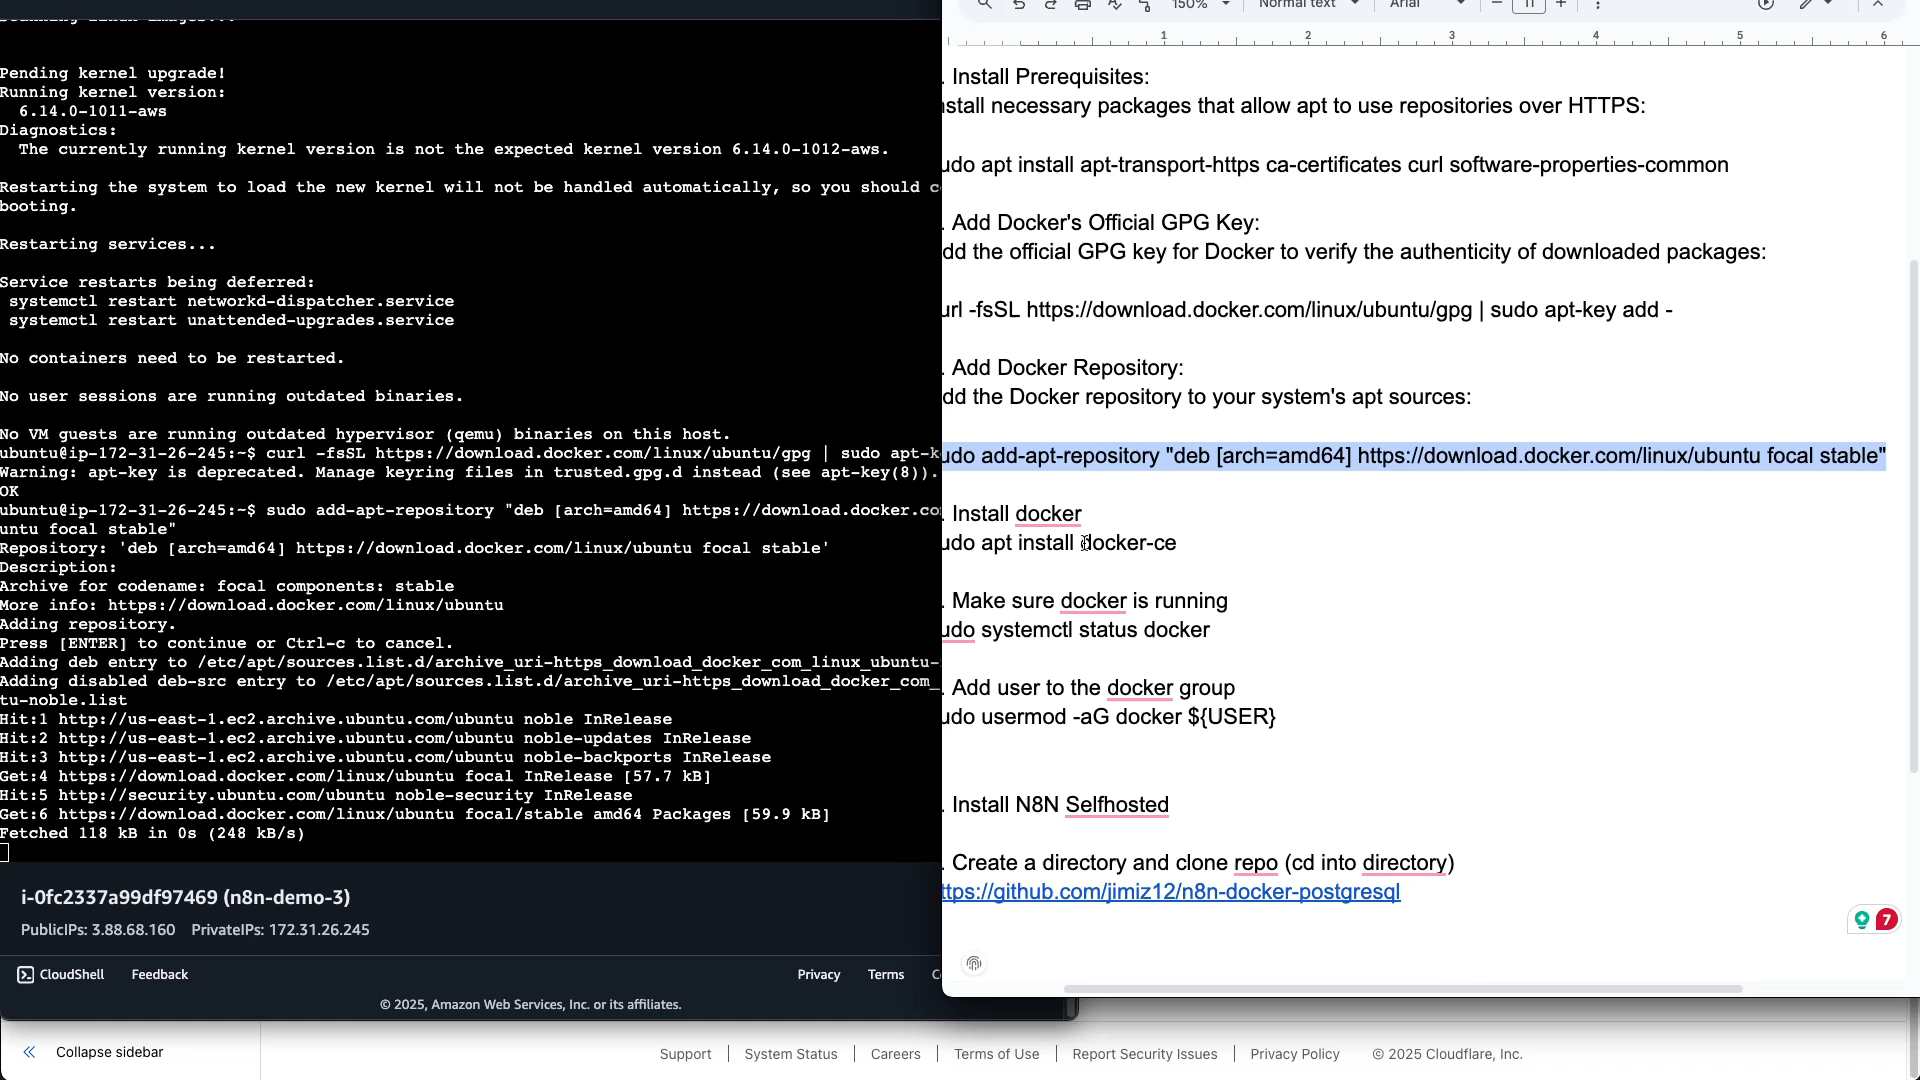 Pending kernel upgrade!
Running kernel version:
6.14.0-1011-aws
Diagnostics:
The currently running kernel version is not the expected kernel version 6.14.0-1012-aws.
Restarting the system to load the new kernel will not be handled automatically, so you should c
booting.
Restarting services...
Service restarts being deferred:
systemctl restart networkd-dispatcher.service
systemctl restart unattended-upgrades.service
No containers need to be restarted.
No user sessions are running outdated binaries.
No VM guests are running outdated hypervisor (qemu) binaries on this host.
ubuntu@ip-172-31-26-245:~$ curl -fsSL https://download.docker.com/linux/ubuntu/gpg | sudo apt-k
Warning: apt-key is deprecated. Manage keyring files in trusted.gpg.d instead (see apt-key(8)).
OK
ubuntu@ip-172-31-26-245:~$ sudo add-apt-repository "deb [arch=amd64] https://download.docker.co
untu focal stable"
Repository: 'deb [arch=amd64] https://download.docker.com/linux/ubuntu focal stable'
Description:
Archive for codename: focal components: stable
More info: https://download.docker.com/linux/ubuntu
Adding repository.
Press [ENTER] to continue or Ctrl-c to cancel.
Adding deb entry to /etc/apt/sources.list.d/archive_uri-https_download_docker_com_linux_ubuntu-
Adding disabled deb-src entry to /etc/apt/sources.list.d/archive_uri-https_download_docker_com_
tu-noble.list
Hit:1 http://us-east-1.ec2.archive.ubuntu.com/ubuntu noble InRelease
Hit:2 http://us-east-1.ec2.archive.ubuntu.com/ubuntu noble-updates InRelease
Hit:3 http://us-east-1.ec2.archive.ubuntu.com/ubuntu noble-backports InRelease
Get:4 https://download.docker.com/linux/ubuntu focal InRelease [57.7 kB]
Hit:5 http://security.ubuntu.com/ubuntu noble-security InRelease
Get:6 https://download.docker.com/linux/ubuntu focal/stable amd64 Packages [59.9 kB]
Fetched 118 kB in 0s (248 kB/s)
i-0fc2337a99df97469 (n8n-demo-3)
PublicIPs: 3.88.68.160 PrivateIPs: 172.31.26.245
CloudShell Feedback Privacy Terms C
© 2025, Amazon Web Services, Inc. or its affiliates.
150% Normal text Arial 11
1 2 3 4 5 6
. Install Prerequisites:
nstall necessary packages that allow apt to use repositories over HTTPS:
udo apt install apt-transport-https ca-certificates curl software-properties-common
. Add Docker's Official GPG Key:
dd the official GPG key for Docker to verify the authenticity of downloaded packages:
url -fsSL https://download.docker.com/linux/ubuntu/gpg | sudo apt-key add -
. Add Docker Repository:
dd the Docker repository to your system's apt sources:
udo add-apt-repository "deb [arch=amd64] https://download.docker.com/linux/ubuntu focal stable"
. Install docker
udo apt install docker-ce
. Make sure docker is running
udo systemctl status docker
. Add user to the docker group
udo usermod -aG docker ${USER}
. Install N8N Selfhosted
. Create a directory and clone repo (cd into directory)
ttps://github.com/jimiz12/n8n-docker-postgresql
7
Collapse sidebar
Support System Status Careers Terms of Use Report Security Issues Privacy Policy © 2025 Cloudflare, Inc.